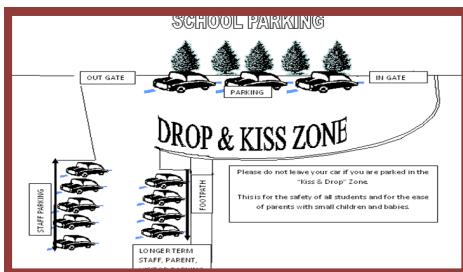 SCHOOL PARKING
OUT GATE
IN GATE
PARKING
DROP & KISS ZONE
Please do not leave your car if you are parked in the
"Kiss & Drop" Zone.
This is for the safety of all students and for the ease
of parents with small children and babies.
STAFF PARKING
FOOTPATH
LONGER TERM
STAFF, PARENT,